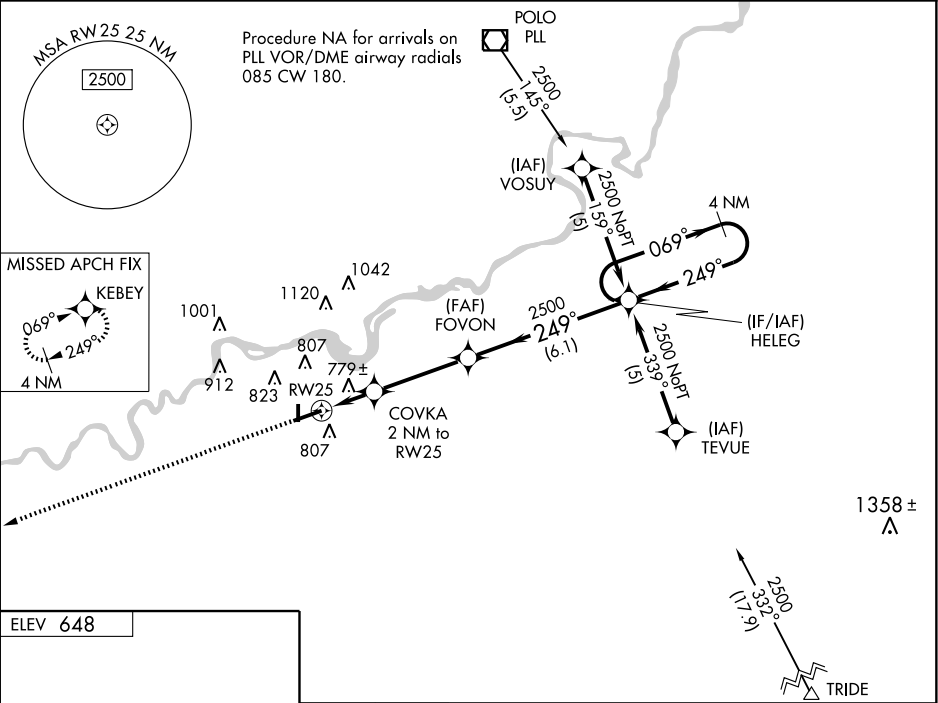 MSA RW25 25 NM
2500
Procedure NA for arrivals on
PLL VOR/DME airway radials
085 CW 180.
POLO
PLL
2500
145°
(5.5)
(IAF)
VOSUY
2500 NoPT
159°
(5)
4 NM
069°
249°
MISSED APCH FIX
KEBEY
069°
249°
4 NM
1042
1120
1001
912
807
823
779±
RW25
807
(FAF)
FOVON
2500
249°
(6.1)
(IF/IAF)
HELEG
COVKA
2 NM to
RW25
2500 NoPT
339°
(5)
(IAF)
TEVUE
1358±
2500
332°
(17.9)
TRIDE
ELEV 648